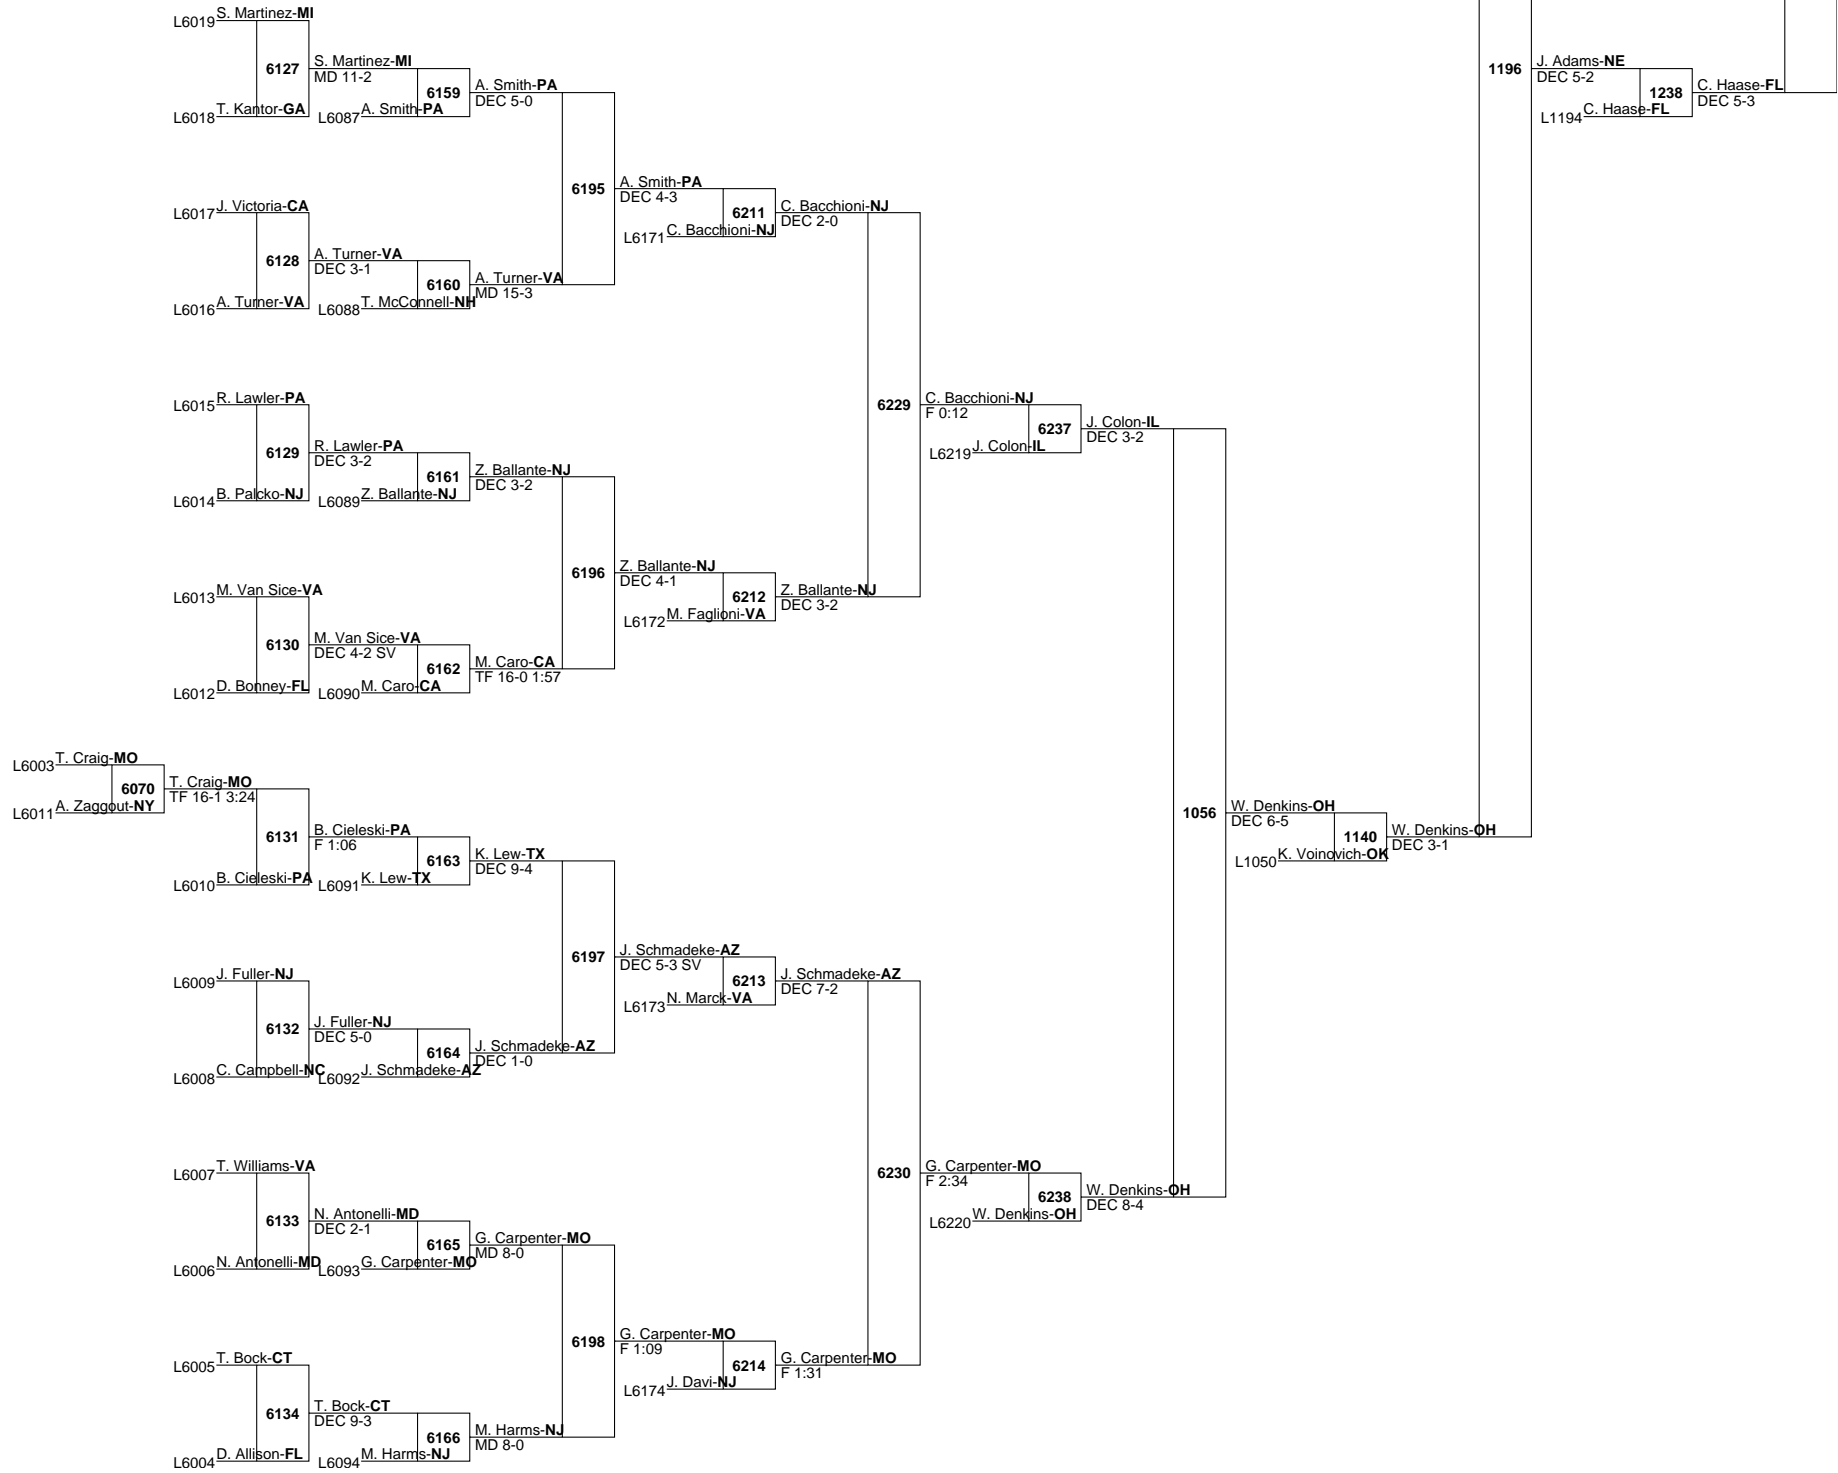 L6019 S. Martinez-MI
6127
S. Martinez-MI
MD 11-2
L6018 T. Kantor-GA
6159
L6087 A. Smith-PA
A. Smith-PA
DEC 5-0
L6017 J. Victoria-CA
6128
A. Turner-VA
DEC 3-1
L6016 A. Turner-VA
6160
L6088 T. McConnell-NH
A. Turner-VA
MD 15-3
6195
A. Smith-PA
DEC 4-3
6211
L6171 C. Bacchioni-NJ
C. Bacchioni-NJ
DEC 2-0
L6015 R. Lawler-PA
6129
R. Lawler-PA
DEC 3-2
L6014 B. Palcko-NJ
6161
L6089 Z. Ballante-NJ
Z. Ballante-NJ
DEC 3-2
L6013 M. Van Sice-VA
6130
M. Van Sice-VA
DEC 4-2 SV
L6012 D. Bonney-FL
6162
L6090 M. Caro-CA
M. Caro-CA
TF 16-0 1:57
6196
Z. Ballante-NJ
DEC 4-1
6212
L6172 M. Faglioni-VA
Z. Ballante-NJ
DEC 3-2
6229
C. Bacchioni-NJ
F 0:12
6237
L6219 J. Colon-IL
J. Colon-IL
DEC 3-2
L6003 T. Craig-MO
6070
L6011 A. Zaggout-NY
T. Craig-MO
TF 16-1 3:24
6131
L6010 B. Cieleski-PA
B. Cieleski-PA
F 1:06
6163
L6091 K. Lew-TX
K. Lew-TX
DEC 9-4
L6009 J. Fuller-NJ
6132
J. Fuller-NJ
DEC 5-0
L6008 C. Campbell-NC
6164
L6092 J. Schmadeke-AZ
J. Schmadeke-AZ
DEC 1-0
6197
J. Schmadeke-AZ
DEC 5-3 SV
6213
L6173 N. Marck-VA
J. Schmadeke-AZ
DEC 7-2
L6007 T. Williams-VA
6133
N. Antonelli-MD
DEC 2-1
L6006 N. Antonelli-MD
6165
L6093 G. Carpenter-MO
G. Carpenter-MO
MD 8-0
L6005 T. Bock-CT
6134
T. Bock-CT
DEC 9-3
L6004 D. Allison-FL
6166
L6094 M. Harms-NJ
M. Harms-NJ
MD 8-0
6198
G. Carpenter-MO
F 1:09
6214
L6174 J. Davi-NJ
G. Carpenter-MO
F 1:31
6230
G. Carpenter-MO
F 2:34
6238
L6220 W. Denkins-OH
W. Denkins-OH
DEC 8-4
1056
W. Denkins-OH
DEC 6-5
1140
L1050 K. Voinovich-OK
W. Denkins-OH
DEC 3-1
1196
J. Adams-NE
DEC 5-2
1238
L1194 C. Haase-FL
C. Haase-FL
DEC 5-3